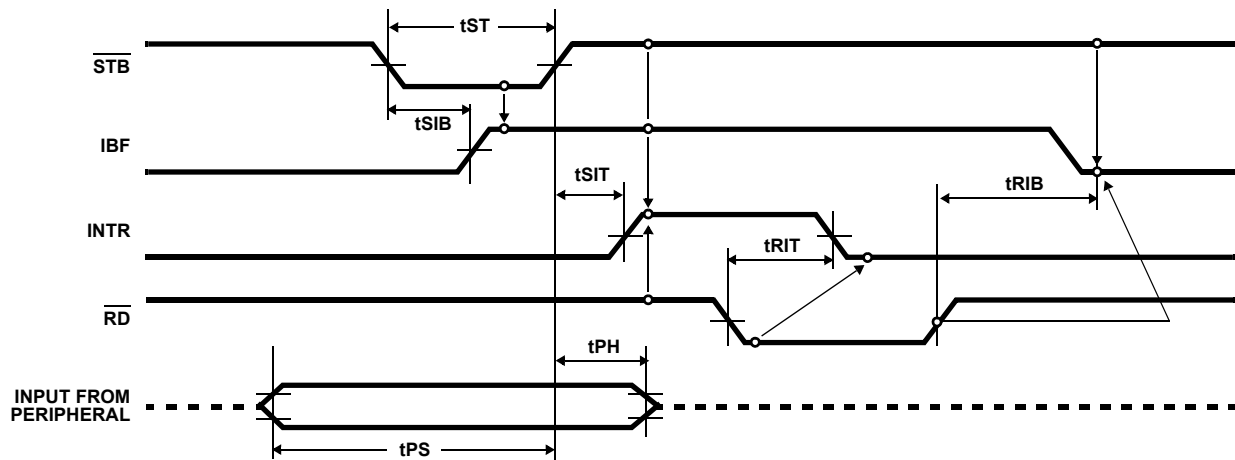 tST
STB
tSIB
IBF
tSIT
tRIB
INTR
tRIT
RD
tPH
INPUT FROM
PERIPHERAL
tPS